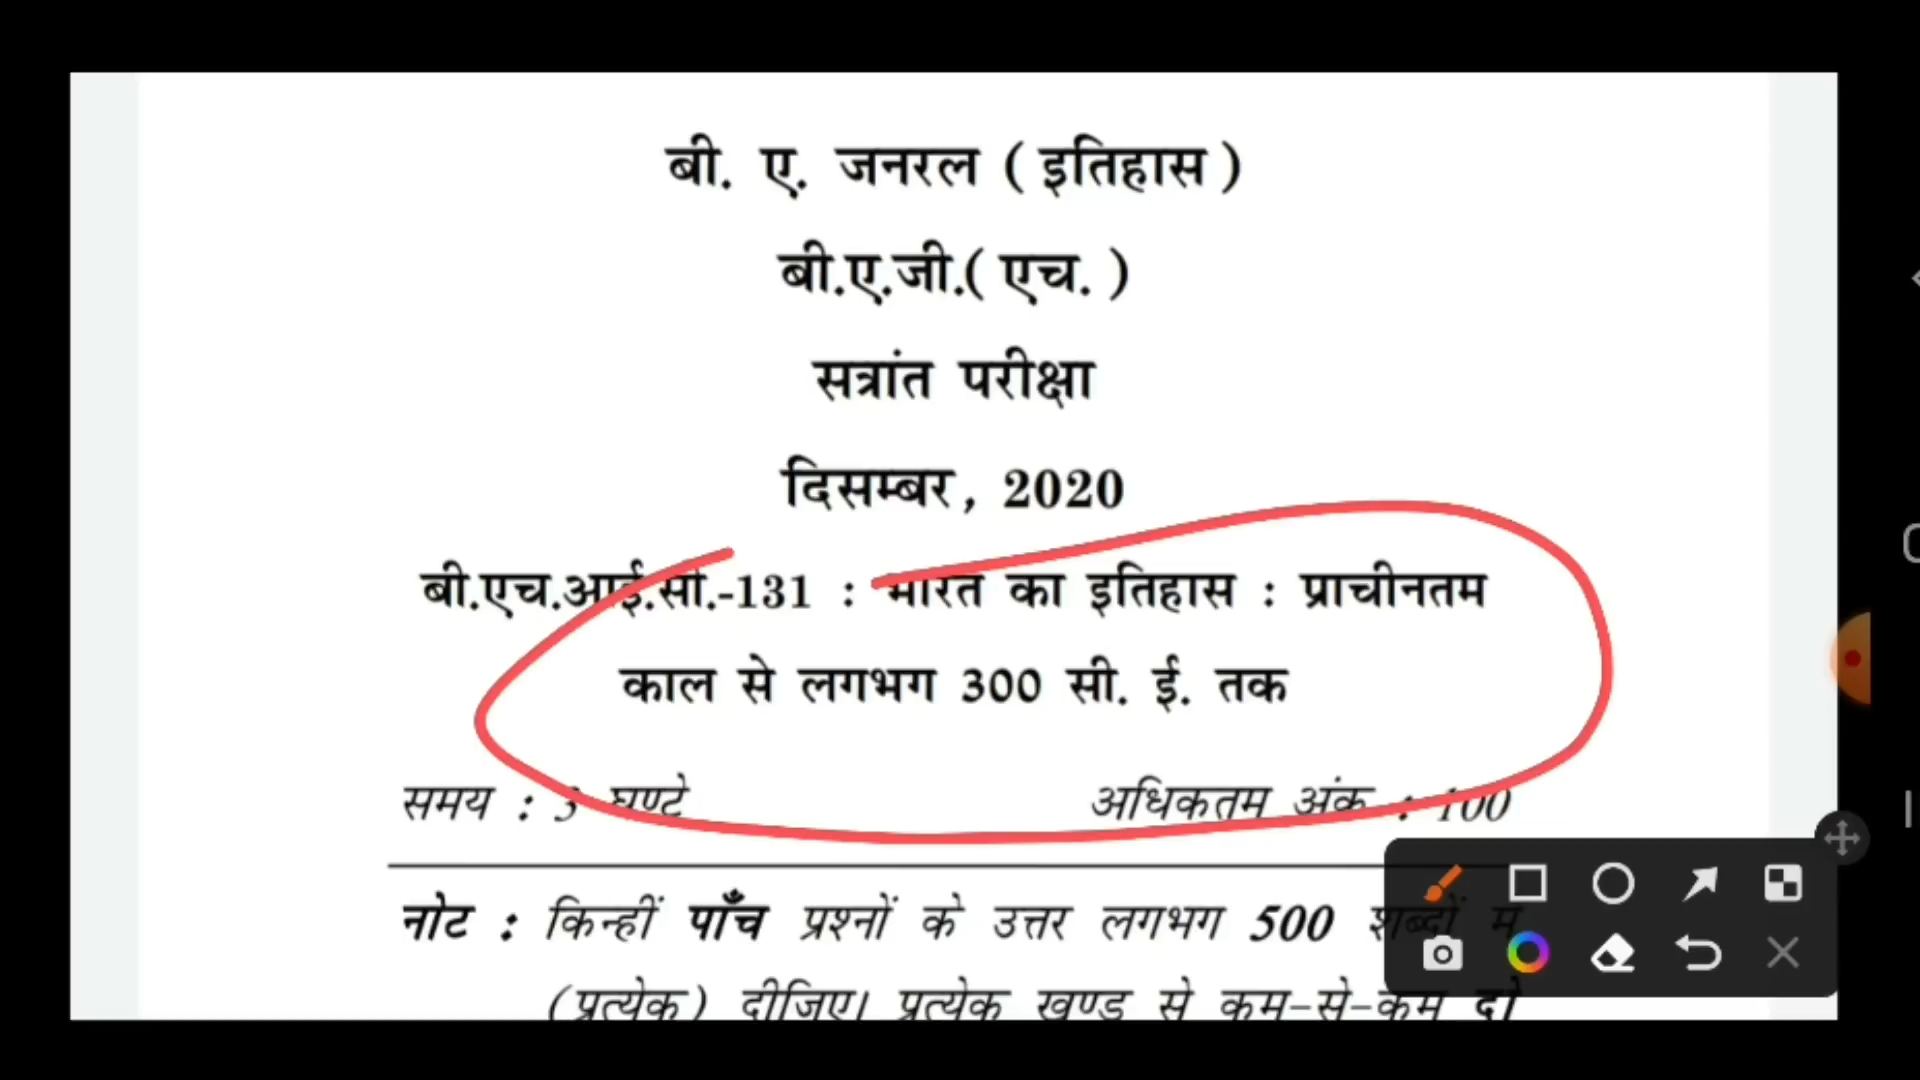 बी. ए. जनरल ( इतिहास )
बी.ए.जी.( एच. )
सत्रांत परीक्षा
दिसम्बर, 2020
बी.एच.आई.सी.-131 : भारत का इतिहास : प्राचीनतम
काल से लगभग 300 सी. ई. तक
समय : 3 घण्टे अधिकतम अंक : 100
नोट : किन्हीं पाँच प्रश्नों के उत्तर लगभग 500 शब्दों में
(प्रत्येक) दीजिए। प्रत्येक खण्ड से कम-से-कम दो